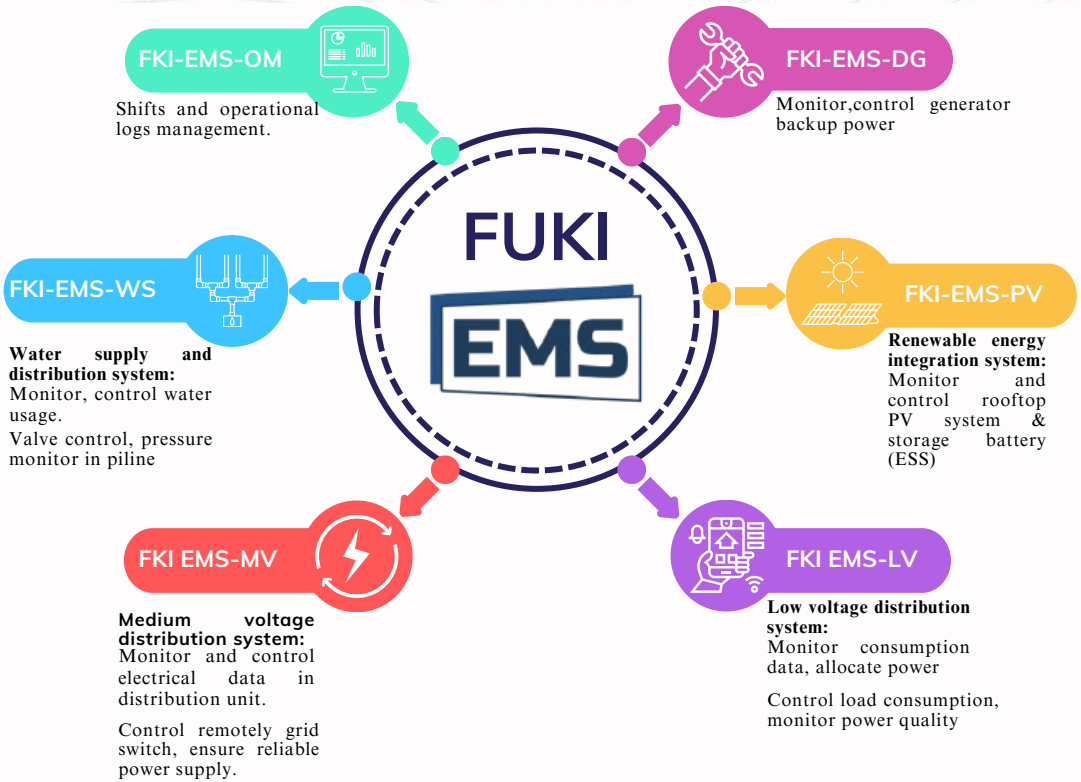 FKI-EMS-OM
Shifts and operational
logs management.
FKI-EMS-DG
Monitor,control generator
backup power
FUKI
EMS
FKI-EMS-WS
Water supply and
distribution system:
Monitor, control water
usage.
Valve control, pressure
monitor in piline
FKI-EMS-PV
Renewable energy
integration system:
Monitor and
control rooftop
PV system &
storage battery
(ESS)
FKI EMS-MV
Medium voltage
distribution system:
Monitor and control
electrical data in
distribution unit.
Control remotely grid
switch, ensure reliable
power supply.
FKI EMS-LV
Low voltage distribution
system:
Monitor consumption
data, allocate power
Control load consumption,
monitor power quality